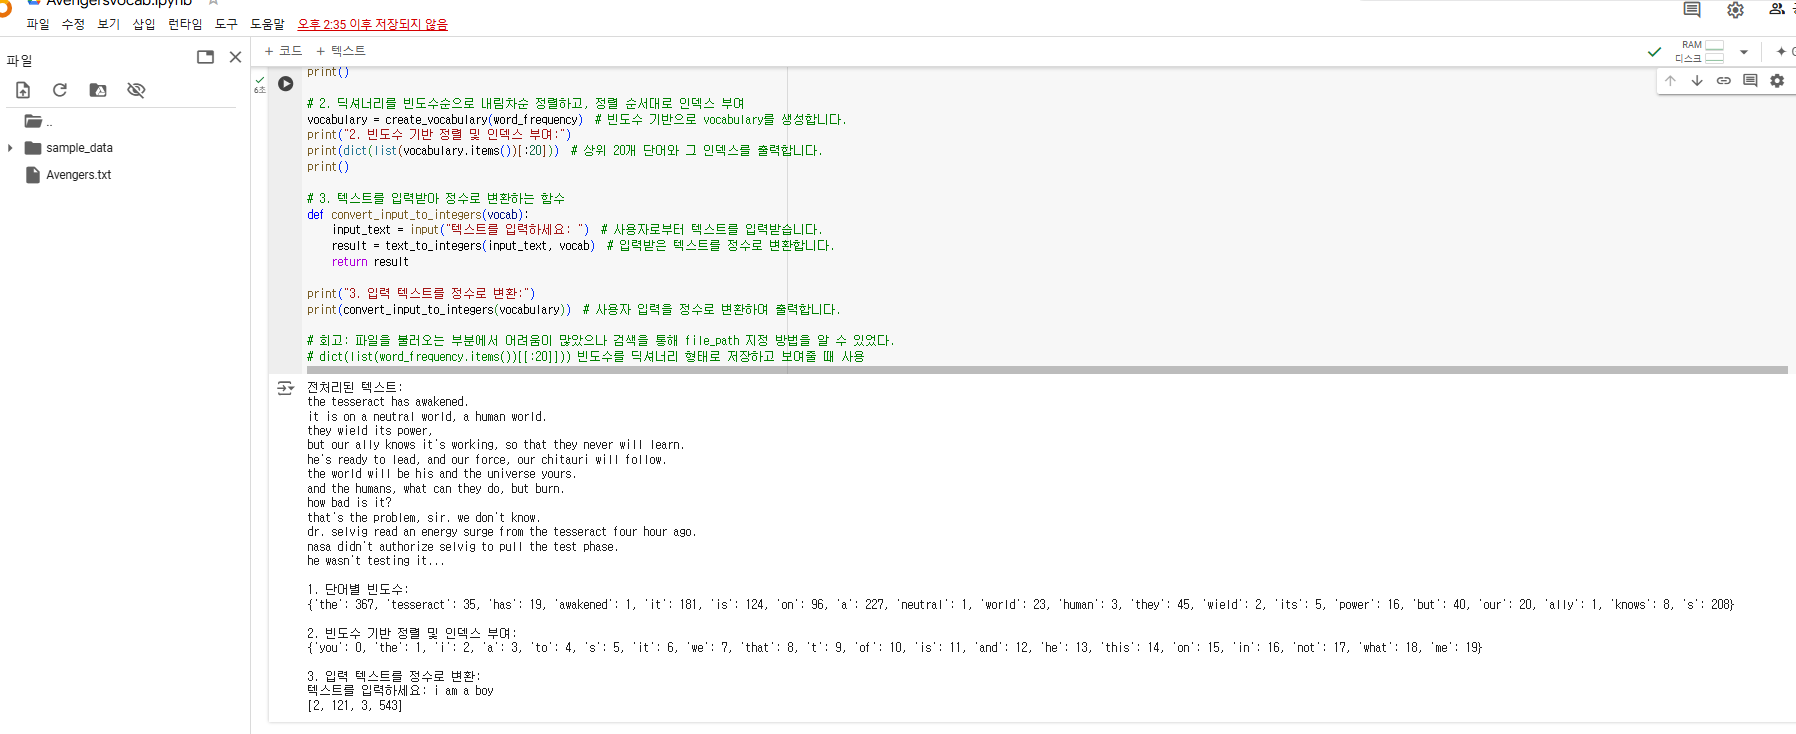 Avengersvocab.ipynb
파일 수정 보기 삽입 런타임 도구 도움말 오후 2:35 이후 저장되지 않음
파일
+ 코드 + 텍스트
RAM
디스크
..
sample_data
Avengers.txt
6초
print()
# 2. 딕셔너리를 빈도수순으로 내림차순 정렬하고, 정렬 순서대로 인덱스 부여
vocabulary = create_vocabulary(word_frequency)  # 빈도수 기반으로 vocabulary를 생성합니다.
print("2. 빈도수 기반 정렬 및 인덱스 부여:")
print(dict(list(vocabulary.items())[:20]))  # 상위 20개 단어와 그 인덱스를 출력합니다.
print()
# 3. 텍스트를 입력받아 정수로 변환하는 함수
def convert_input_to_integers(vocab):
    input_text = input("텍스트를 입력하세요: ")  # 사용자로부터 텍스트를 입력받습니다.
    result = text_to_integers(input_text, vocab)  # 입력받은 텍스트를 정수로 변환합니다.
    return result
print("3. 입력 텍스트를 정수로 변환:")
print(convert_input_to_integers(vocabulary))  # 사용자 입력을 정수로 변환하여 출력합니다.
# 회고: 파일을 불러오는 부분에서 어려움이 많았으나 검색을 통해 file_path 지정 방법을 알 수 있었다.
# dict(list(word_frequency.items())[[:20]])) 빈도수를 딕셔너리 형태로 저장하고 보여줄 때 사용
전처리된 텍스트:
the tesseract has awakened.
it is on a neutral world, a human world.
they wield its power,
but our ally knows it's working, so that they never will learn.
he's ready to lead, and our force, our chitauri will follow.
the world will be his and the universe yours.
and the humans, what can they do, but burn.
how bad is it?
that's the problem, sir. we don't know.
dr. selvig read an energy surge from the tesseract four hour ago.
nasa didn't authorize selvig to pull the test phase.
he wasn't testing it...
1. 단어별 빈도수:
{'the': 367, 'tesseract': 35, 'has': 19, 'awakened': 1, 'it': 181, 'is': 124, 'on': 96, 'a': 227, 'neutral': 1, 'world': 23, 'human': 3, 'they': 45, 'wield': 2, 'its': 5, 'power': 16, 'but': 40, 'our': 20, 'ally': 1, 'knows': 8, 's': 208}
2. 빈도수 기반 정렬 및 인덱스 부여:
{'you': 0, 'the': 1, 'i': 2, 'a': 3, 'to': 4, 's': 5, 'it': 6, 'we': 7, 'that': 8, 't': 9, 'of': 10, 'is': 11, 'and': 12, 'he': 13, 'this': 14, 'on': 15, 'in': 16, 'not': 17, 'what': 18, 'me': 19}
3. 입력 텍스트를 정수로 변환:
텍스트를 입력하세요: i am a boy
[2, 121, 3, 543]